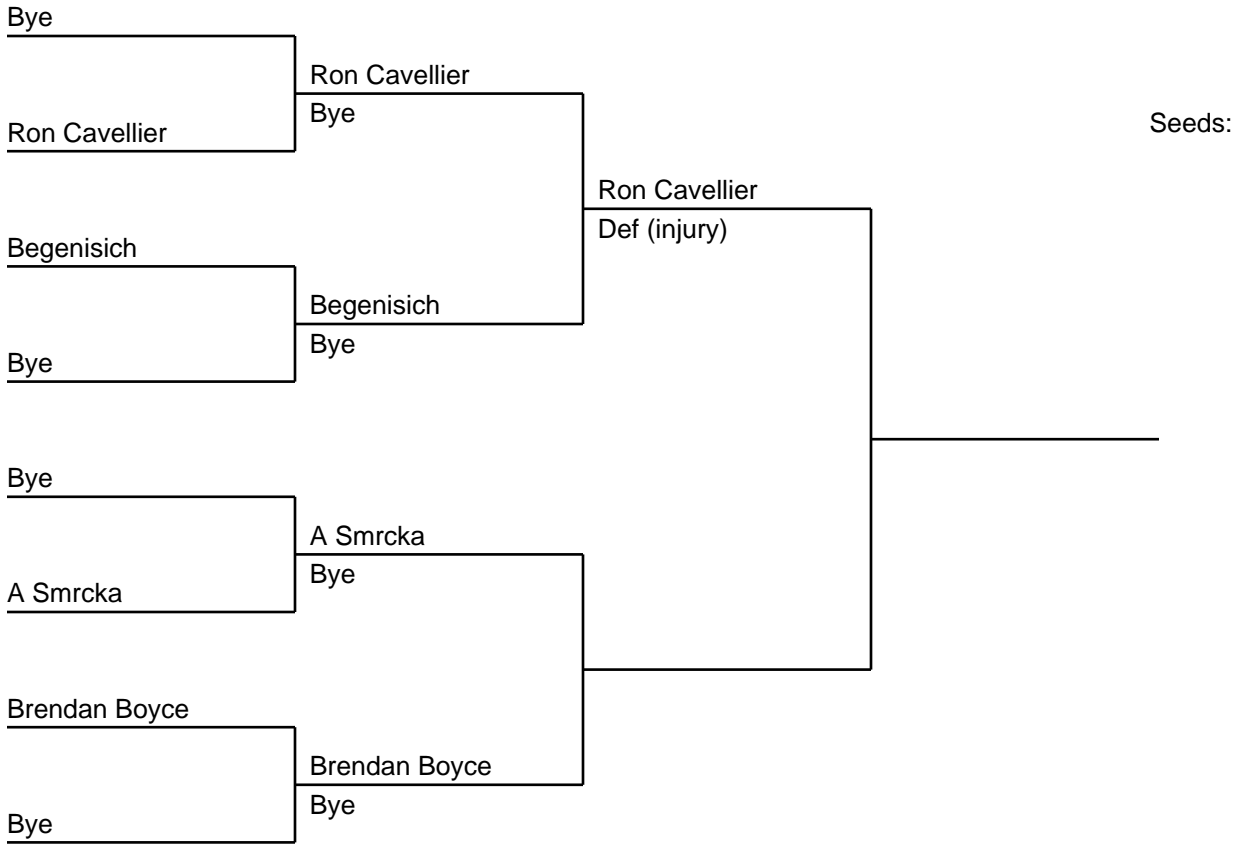 Bye
Ron Cavellier
Ron Cavellier
Bye
Seeds:
Ron Cavellier
Def (injury)
Begenisich
Begenisich
Bye
Bye
Bye
A Smrcka
Bye
A Smrcka
Brendan Boyce
Brendan Boyce
Bye
Bye